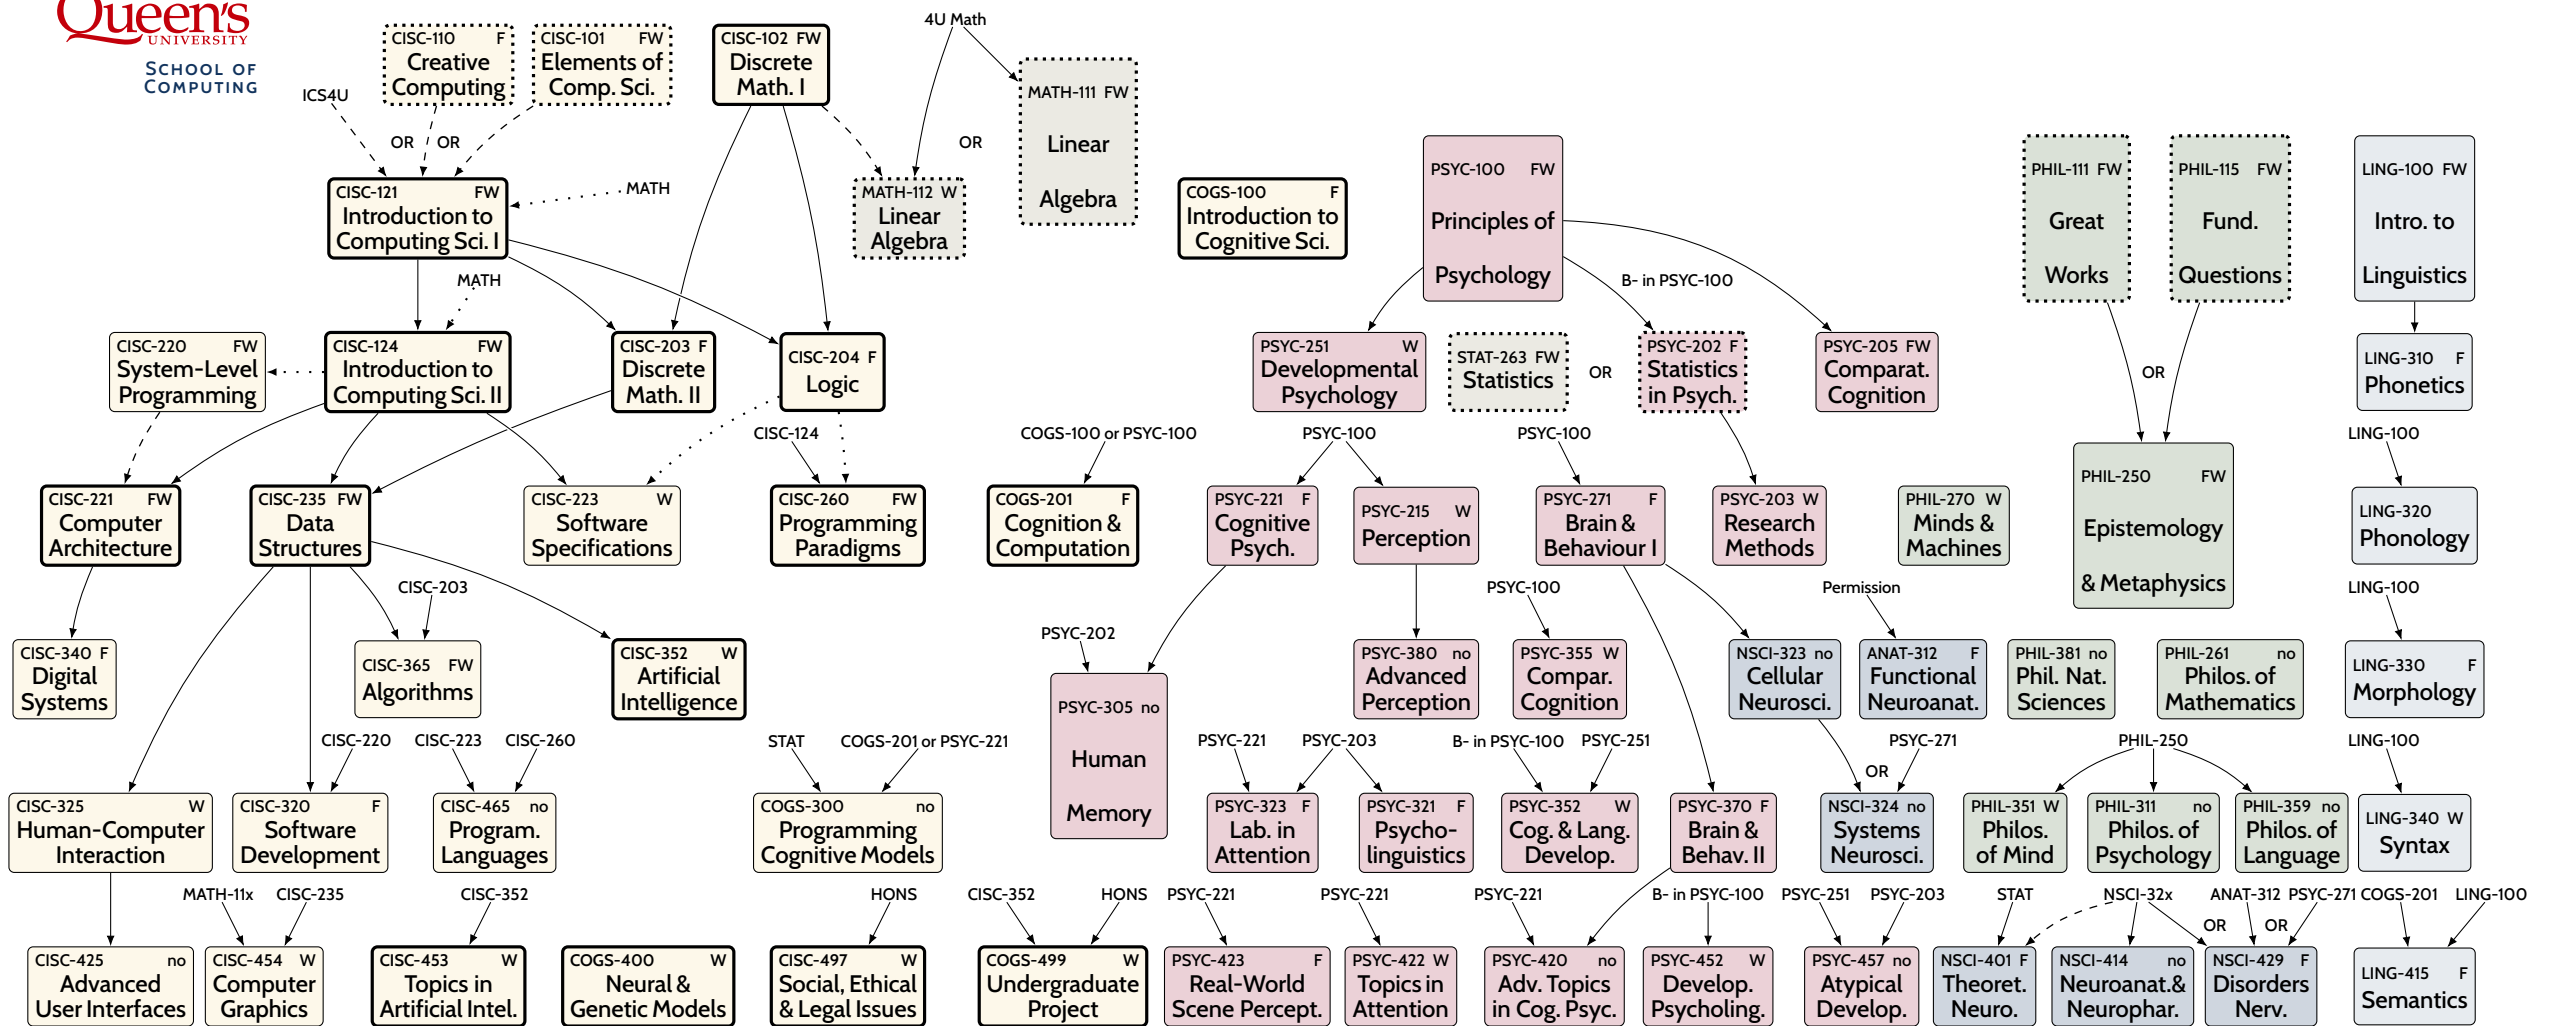 Queen's
UNIVERSITY
SCHOOL OF
COMPUTING
4U Math
CISC-110 F
Creative
Computing
CISC-101 FW
Elements of
Comp. Sci.
CISC-102 FW
Discrete
Math. I
MATH-111 FW
Linear
Algebra
ICS4U
OR
OR
OR
CISC-121 FW
Introduction to
Computing Sci. I
MATH
MATH-112 W
Linear
Algebra
COGS-100 F
Introduction to
Cognitive Sci.
PSYC-100 FW
Principles of
Psychology
PHIL-111 FW
Great
Works
PHIL-115 FW
Fund.
Questions
LING-100 FW
Intro. to
Linguistics
MATH
B- in PSYC-100
CISC-220 FW
System-Level
Programming
CISC-124 FW
Introduction to
Computing Sci. II
CISC-203 F
Discrete
Math. II
CISC-204 F
Logic
PSYC-251 W
Developmental
Psychology
STAT-263 FW
Statistics
OR
PSYC-202 F
Statistics
in Psych.
PSYC-205 FW
Comparat.
Cognition
OR
LING-310 F
Phonetics
CISC-124
COGS-100 or PSYC-100
PSYC-100
PSYC-100
LING-100
CISC-221 FW
Computer
Architecture
CISC-235 FW
Data
Structures
CISC-223 W
Software
Specifications
CISC-260 FW
Programming
Paradigms
COGS-201 F
Cognition &
Computation
PSYC-221 F
Cognitive
Psych.
PSYC-215 W
Perception
PSYC-271 F
Brain &
Behaviour I
PSYC-203 W
Research
Methods
PHIL-270 W
Minds &
Machines
PHIL-250 FW
Epistemology
& Metaphysics
LING-320
Phonology
CISC-203
PSYC-100
Permission
LING-100
PSYC-202
CISC-340 F
Digital
Systems
CISC-365 FW
Algorithms
CISC-352 W
Artificial
Intelligence
PSYC-305 no
Human
Memory
PSYC-380 no
Advanced
Perception
PSYC-355 W
Compar.
Cognition
NSCI-323 no
Cellular
Neurosci.
ANAT-312 F
Functional
Neuroanat.
PHIL-381 no
Phil. Nat.
Sciences
PHIL-261 no
Philos. of
Mathematics
LING-330 F
Morphology
CISC-220
CISC-223
CISC-260
STAT
COGS-201 or PSYC-221
PSYC-221
PSYC-203
B- in PSYC-100
PSYC-251
OR
PSYC-271
PHIL-250
LING-100
CISC-325 W
Human-Computer
Interaction
CISC-320 F
Software
Development
CISC-465 no
Program.
Languages
COGS-300 no
Programming
Cognitive Models
PSYC-323 F
Lab. in
Attention
PSYC-321 F
Psycho-
linguistics
PSYC-352 W
Cog. & Lang.
Develop.
PSYC-370 F
Brain &
Behav. II
NSCI-324 no
Systems
Neurosci.
PHIL-351 W
Philos.
of Mind
PHIL-311 no
Philos. of
Psychology
PHIL-359 no
Philos. of
Language
LING-340 W
Syntax
MATH-11x
CISC-235
CISC-352
HONS
CISC-352
HONS
PSYC-221
PSYC-221
PSYC-221
B- in PSYC-100
PSYC-251
PSYC-203
STAT
NSCI-32x
OR
ANAT-312
OR
PSYC-271
COGS-201
LING-100
CISC-425 no
Advanced
User Interfaces
CISC-454 W
Computer
Graphics
CISC-453 W
Topics in
Artificial Intel.
COGS-400 W
Neural &
Genetic Models
CISC-497 W
Social, Ethical
& Legal Issues
COGS-499 W
Undergraduate
Project
PSYC-423 F
Real-World
Scene Percept.
PSYC-422 W
Topics in
Attention
PSYC-420 no
Adv. Topics
in Cog. Psyc.
PSYC-452 W
Develop.
Psycholing.
PSYC-457 no
Atypical
Develop.
NSCI-401 F
Theoret.
Neuro.
NSCI-414 no
Neuroanat.&
Neurophar.
NSCI-429 F
Disorders
Nerv.
LING-415 F
Semantics